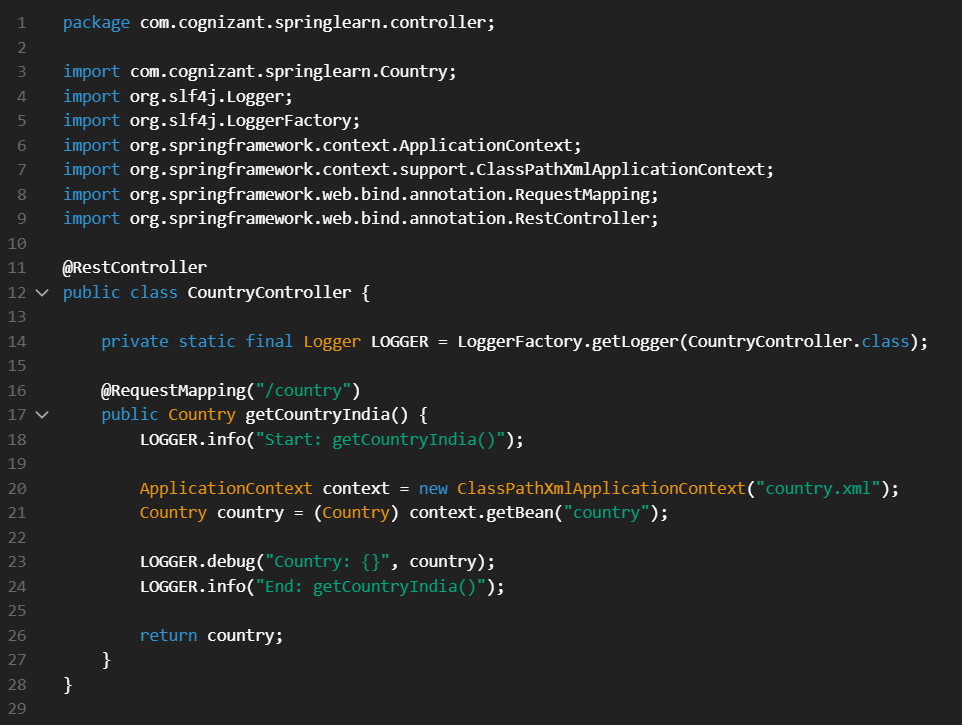 1 package com.cognizant.springlearn.controller;
2
3 import com.cognizant.springlearn.Country;
4 import org.slf4j.Logger;
5 import org.slf4j.LoggerFactory;
6 import org.springframework.context.ApplicationContext;
7 import org.springframework.context.support.ClassPathXmlApplicationContext;
8 import org.springframework.web.bind.annotation.RequestMapping;
9 import org.springframework.web.bind.annotation.RestController;
10
11 @RestController
12 public class CountryController {
13
14     private static final Logger LOGGER = LoggerFactory.getLogger(CountryController.class);
15
16     @RequestMapping("/country")
17     public Country getCountryIndia() {
18         LOGGER.info("Start: getCountryIndia()");
19
20         ApplicationContext context = new ClassPathXmlApplicationContext("country.xml");
21         Country country = (Country) context.getBean("country");
22
23         LOGGER.debug("Country: {}", country);
24         LOGGER.info("End: getCountryIndia()");
25
26         return country;
27     }
28 }
29